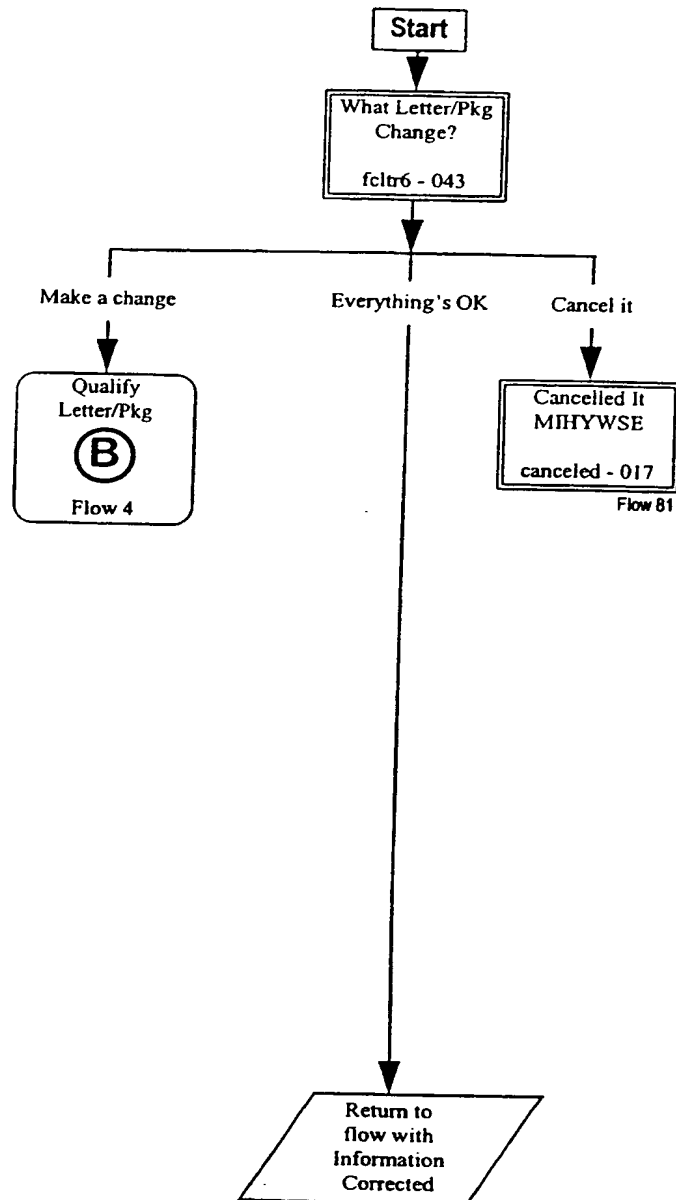 Start
What Letter/Pkg
Change?
fcltr6 - 043
Make a change
Everything's OK
Cancel it
Qualify
Letter/Pkg
B
Flow 4
Cancelled It
MIHYWSE
canceled - 017
Flow 81
Return to
flow with
Information
Corrected